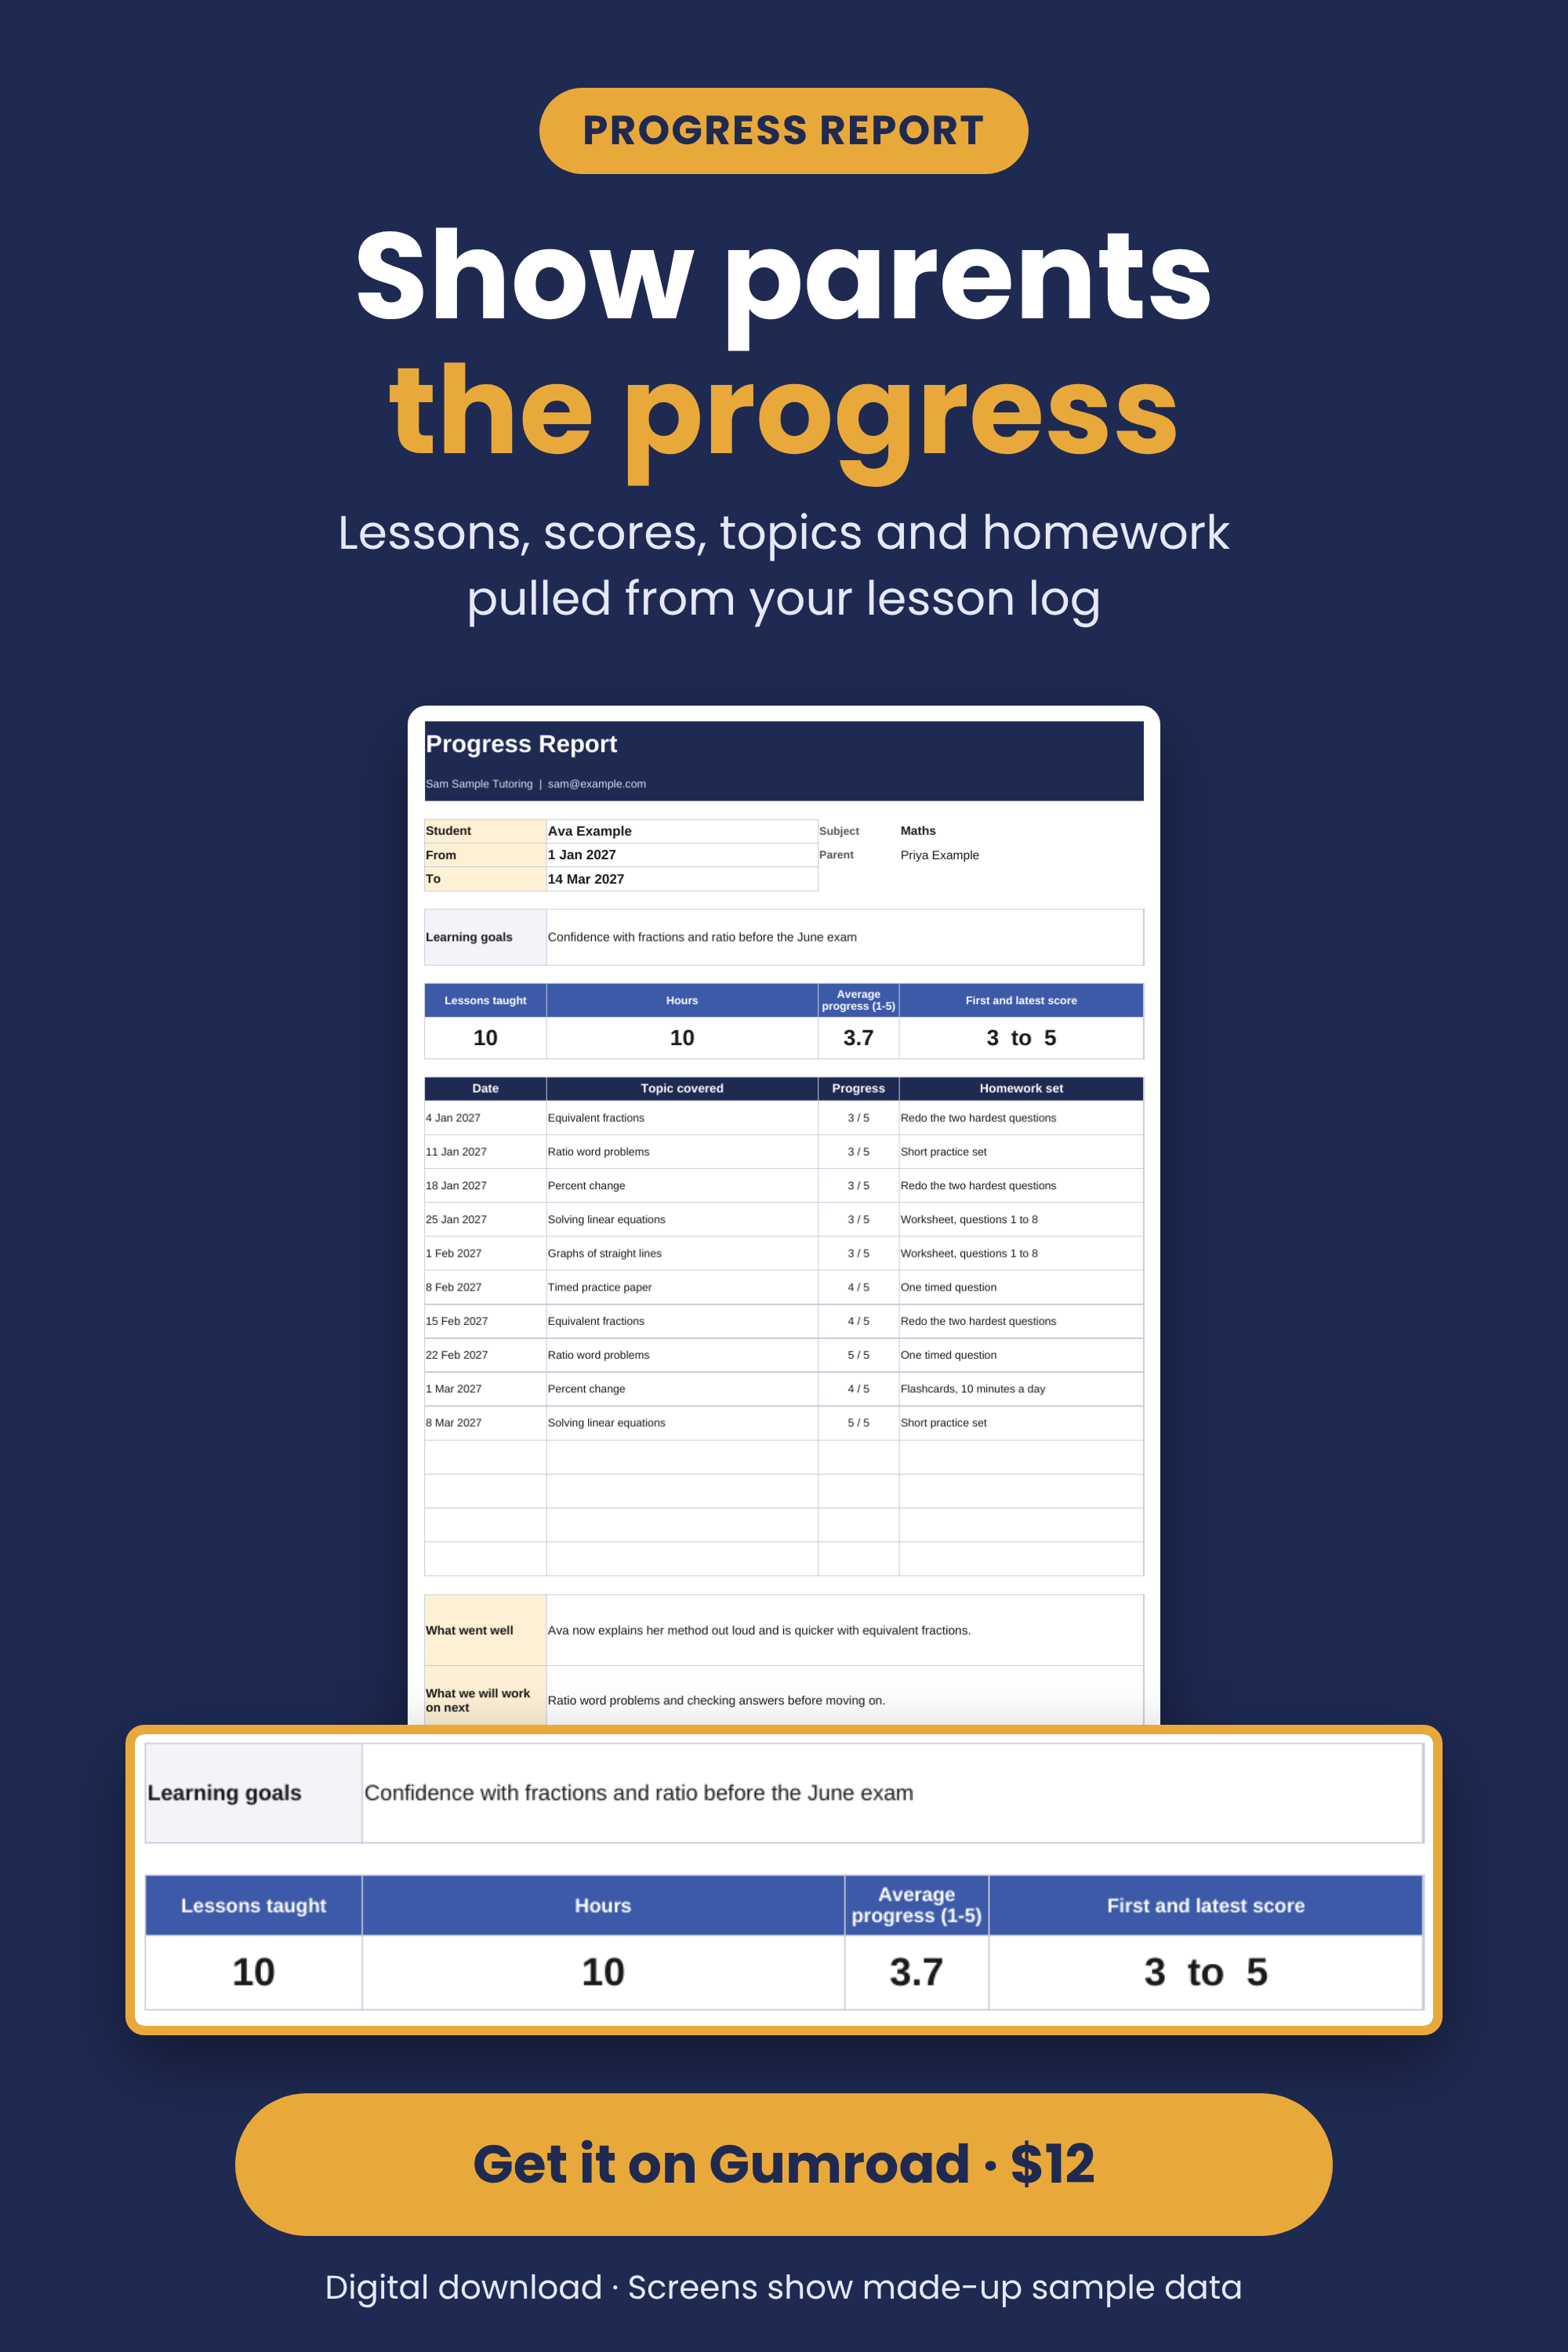 PROGRESS REPORT
Show parents
the progress
Lessons, scores, topics and homework
pulled from your lesson log
Progress Report
Sam Sample Tutoring | sam@example.com
Student Ava Example Subject Maths
From 1 Jan 2027 Parent Priya Example
To 14 Mar 2027
Learning goals Confidence with fractions and ratio before the June exam
Lessons taught Hours Average progress (1-5) First and latest score
10 10 3.7 3 to 5
Date Topic covered Progress Homework set
4 Jan 2027 Equivalent fractions 3 / 5 Redo the two hardest questions
11 Jan 2027 Ratio word problems 3 / 5 Short practice set
18 Jan 2027 Percent change 3 / 5 Redo the two hardest questions
25 Jan 2027 Solving linear equations 3 / 5 Worksheet, questions 1 to 8
1 Feb 2027 Graphs of straight lines 3 / 5 Worksheet, questions 1 to 8
8 Feb 2027 Timed practice paper 4 / 5 One timed question
15 Feb 2027 Equivalent fractions 4 / 5 Redo the two hardest questions
22 Feb 2027 Ratio word problems 5 / 5 One timed question
1 Mar 2027 Percent change 4 / 5 Flashcards, 10 minutes a day
8 Mar 2027 Solving linear equations 5 / 5 Short practice set
What went well Ava now explains her method out loud and is quicker with equivalent fractions.
What we will work on next Ratio word problems and checking answers before moving on.
Learning goals Confidence with fractions and ratio before the June exam
Lessons taught Hours Average progress (1-5) First and latest score
10 10 3.7 3 to 5
Get it on Gumroad · $12
Digital download · Screens show made-up sample data